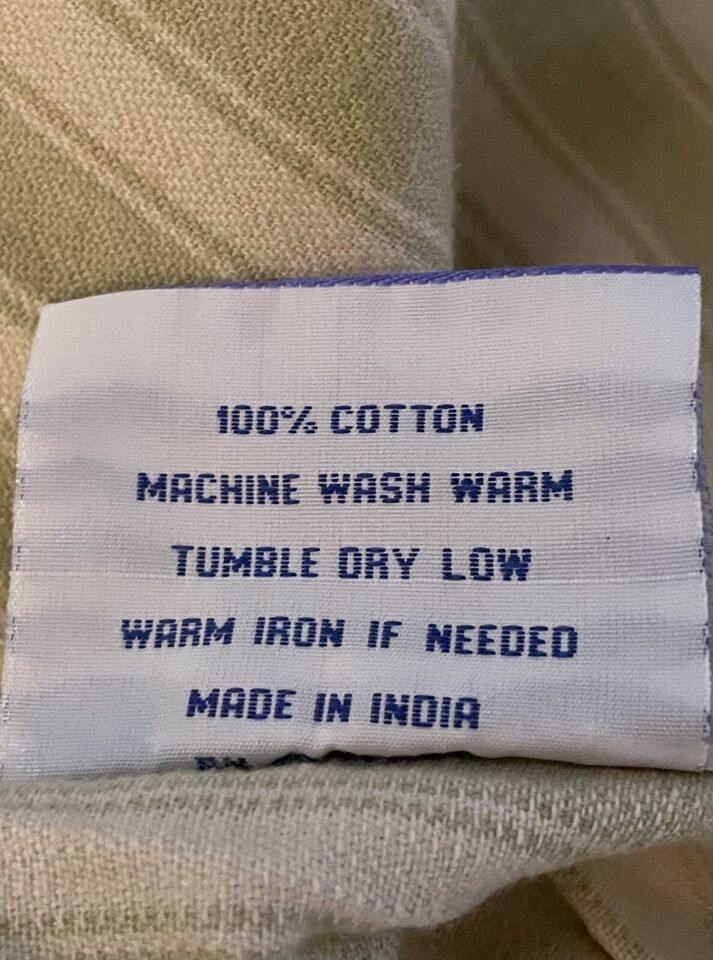 100% COTTON
MACHINE WASH WARM
TUMBLE DRY LOW
WARM IRON IF NEEDED
MADE IN INDIA